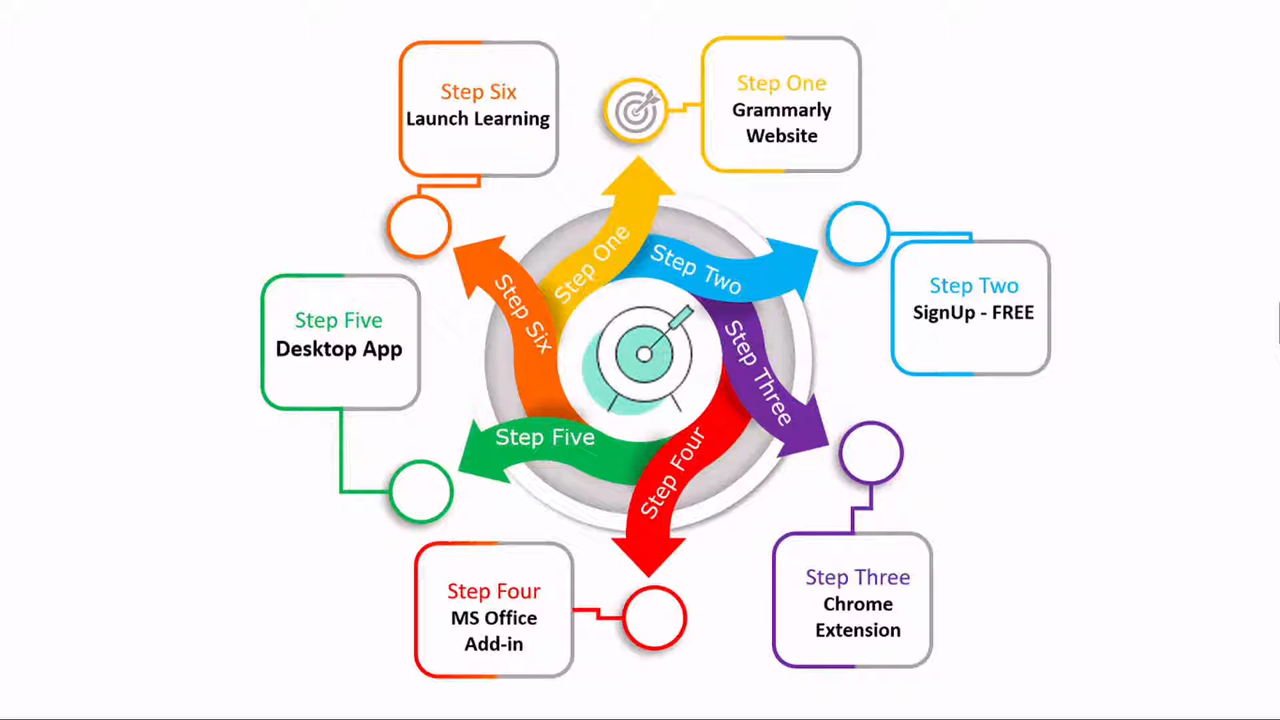 Step One
Grammarly
Website
Step Two
SignUp - FREE
Step Three
Chrome
Extension
Step Four
MS Office
Add-in
Step Five
Desktop App
Step Six
Launch Learning
Step One
Step Two
Step Three
Step Four
Step Five
Step Six